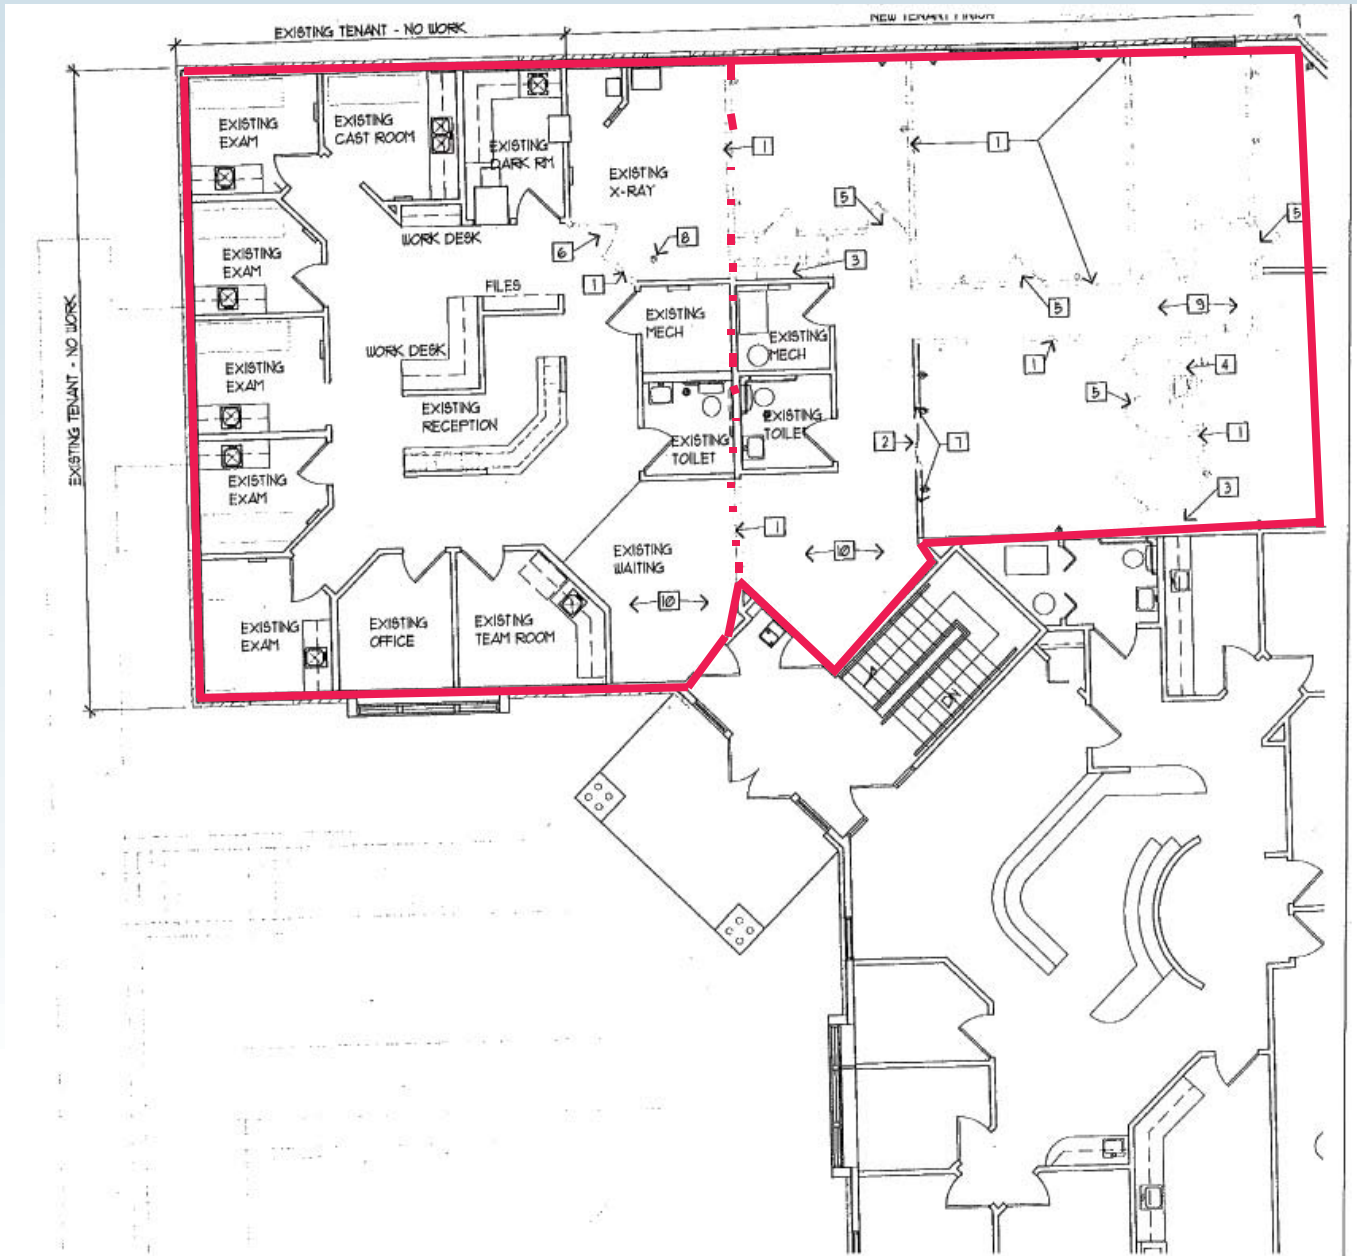 EXISTING TENANT - NO WORK
NEW TENANT FINISH
EXISTING TENANT - NO WORK
EXISTING
EXAM
EXISTING
CAST ROOM
EXISTING
DARK RM
EXISTING
X-RAY
1
1
5
5
WORK DESK
6
8
3
1
EXISTING
EXAM
FILES
5
9
EXISTING
MECH
EXISTING
MECH
WORK DESK
1
4
EXISTING
EXAM
5
EXISTING
RECEPTION
EXISTING
TOILET
EXISTING
TOILET
2
7
1
EXISTING
EXAM
3
1
EXISTING
WAITING
10
10
EXISTING
EXAM
EXISTING
OFFICE
EXISTING
TEAM ROOM
DN